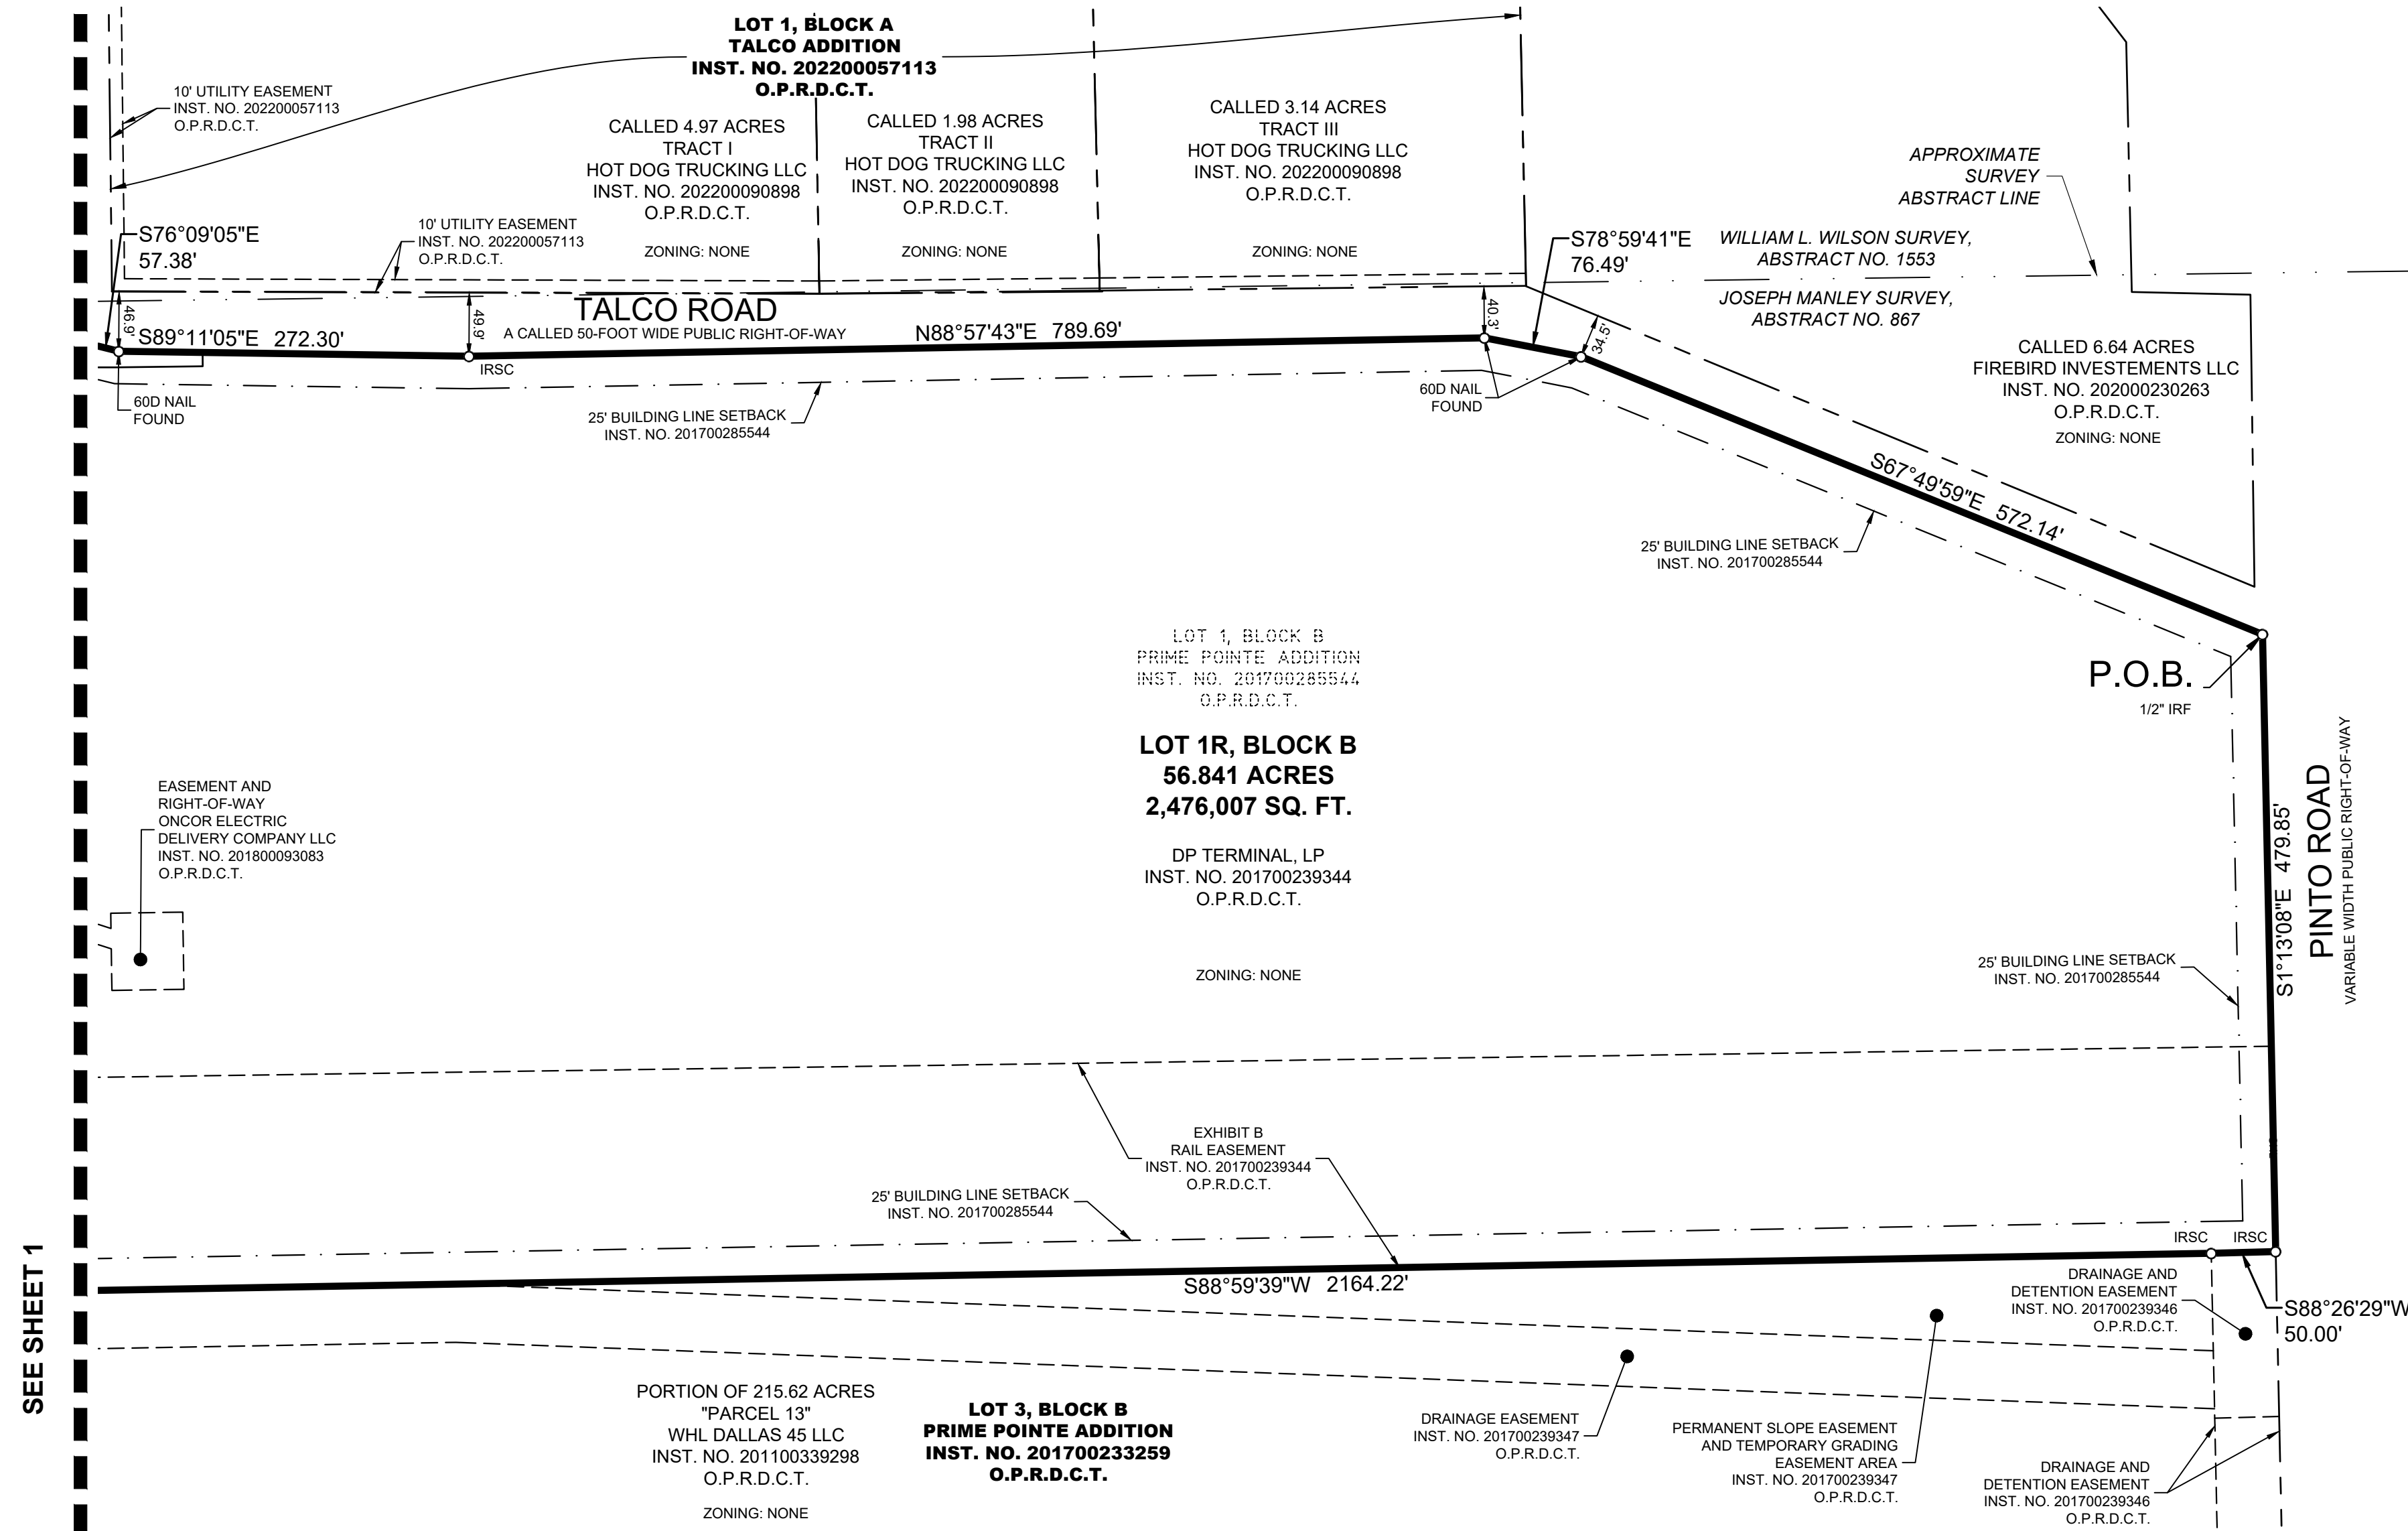 LOT 1, BLOCK A
TALCO ADDITION
INST. NO. 202200057113
O.P.R.D.C.T.
10' UTILITY EASEMENT
INST. NO. 202200057113
O.P.R.D.C.T.
CALLED 4.97 ACRES
TRACT I
HOT DOG TRUCKING LLC
INST. NO. 202200090898
O.P.R.D.C.T.
ZONING: NONE
CALLED 1.98 ACRES
TRACT II
HOT DOG TRUCKING LLC
INST. NO. 202200090898
O.P.R.D.C.T.
ZONING: NONE
CALLED 3.14 ACRES
TRACT III
HOT DOG TRUCKING LLC
INST. NO. 202200090898
O.P.R.D.C.T.
ZONING: NONE
APPROXIMATE
SURVEY
ABSTRACT LINE
S76°09'05"E
57.38'
10' UTILITY EASEMENT
INST. NO. 202200057113
O.P.R.D.C.T.
S78°59'41"E
76.49'
WILLIAM L. WILSON SURVEY,
ABSTRACT NO. 1553
JOSEPH MANLEY SURVEY,
ABSTRACT NO. 867
46.9'
S89°11'05"E 272.30'
49.9'
TALCO ROAD
A CALLED 50-FOOT WIDE PUBLIC RIGHT-OF-WAY
N88°57'43"E 789.69'
40.3'
34.5'
IRSC
60D NAIL
FOUND
25' BUILDING LINE SETBACK
INST. NO. 201700285544
60D NAIL
FOUND
CALLED 6.64 ACRES
FIREBIRD INVESTEMENTS LLC
INST. NO. 202000230263
O.P.R.D.C.T.
ZONING: NONE
S67°49'59"E 572.14'
25' BUILDING LINE SETBACK
INST. NO. 201700285544
LOT 1, BLOCK B
PRIME POINTE ADDITION
INST. NO. 201700285544
O.P.R.D.C.T.
P.O.B.
1/2" IRF
LOT 1R, BLOCK B
56.841 ACRES
2,476,007 SQ. FT.
DP TERMINAL, LP
INST. NO. 201700239344
O.P.R.D.C.T.
ZONING: NONE
EASEMENT AND
RIGHT-OF-WAY
ONCOR ELECTRIC
DELIVERY COMPANY LLC
INST. NO. 201800093083
O.P.R.D.C.T.
S1°13'08"E 479.85'
PINTO ROAD
VARIABLE WIDTH PUBLIC RIGHT-OF-WAY
25' BUILDING LINE SETBACK
INST. NO. 201700285544
EXHIBIT B
RAIL EASEMENT
INST. NO. 201700239344
O.P.R.D.C.T.
25' BUILDING LINE SETBACK
INST. NO. 201700285544
IRSC
IRSC
SEE SHEET 1
S88°59'39"W 2164.22'
DRAINAGE AND
DETENTION EASEMENT
INST. NO. 201700239346
O.P.R.D.C.T.
S88°26'29"W
50.00'
PORTION OF 215.62 ACRES
"PARCEL 13"
WHL DALLAS 45 LLC
INST. NO. 201100339298
O.P.R.D.C.T.
ZONING: NONE
LOT 3, BLOCK B
PRIME POINTE ADDITION
INST. NO. 201700233259
O.P.R.D.C.T.
DRAINAGE EASEMENT
INST. NO. 201700239347
O.P.R.D.C.T.
PERMANENT SLOPE EASEMENT
AND TEMPORARY GRADING
EASEMENT AREA
INST. NO. 201700239347
O.P.R.D.C.T.
DRAINAGE AND
DETENTION EASEMENT
INST. NO. 201700239346
O.P.R.D.C.T.